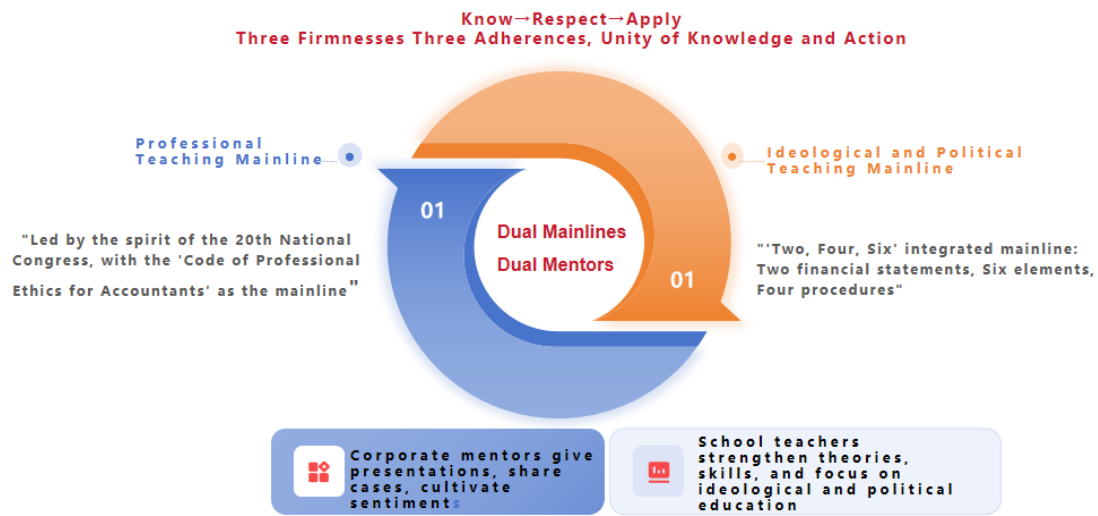 Know→Respect→Apply
Three Firmnesses Three Adherences, Unity of Knowledge and Action
Professional
Teaching Mainline
Ideological and Political
Teaching Mainline
01
"Led by the spirit of the 20th National
Congress, with the 'Code of Professional
Ethics for Accountants' as the mainline"
Dual Mainlines
Dual Mentors
"'Two, Four, Six' integrated mainline:
Two financial statements, Six elements,
Four procedures"
01
Corporate mentors give
presentations, share
cases, cultivate
sentiments
School teachers
strengthen theories,
skills, and focus on
ideological and political
education